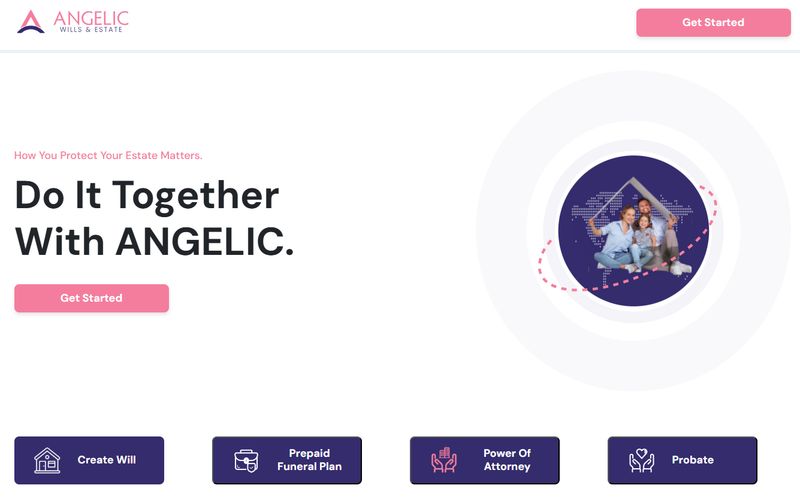 ANGELIC
WILLS & ESTATE
Get Started
How You Protect Your Estate Matters.
Do It Together
With ANGELIC.
Get Started
Create Will
Prepaid
Funeral Plan
Power Of
Attorney
Probate